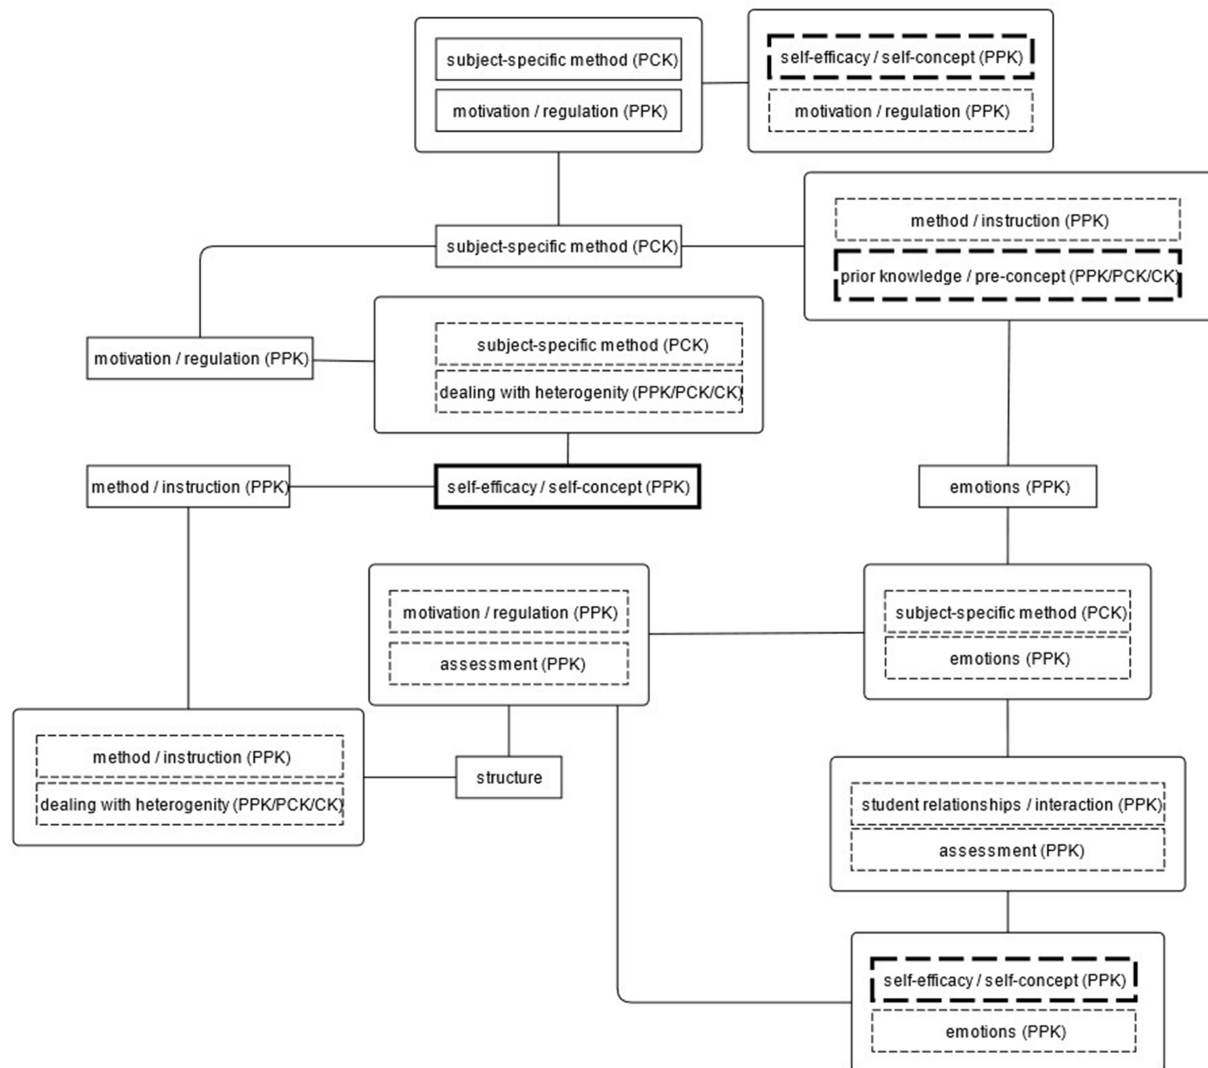 subject-specific method (PCK)
motivation / regulation (PPK)
self-efficacy / self-concept (PPK)
motivation / regulation (PPK)
subject-specific method (PCK)
method / instruction (PPK)
prior knowledge / pre-concept (PPK/PCK/CK)
motivation / regulation (PPK)
subject-specific method (PCK)
dealing with heterogenity (PPK/PCK/CK)
method / instruction (PPK)
self-efficacy / self-concept (PPK)
emotions (PPK)
motivation / regulation (PPK)
assessment (PPK)
subject-specific method (PCK)
emotions (PPK)
method / instruction (PPK)
dealing with heterogenity (PPK/PCK/CK)
structure
student relationships / interaction (PPK)
assessment (PPK)
self-efficacy / self-concept (PPK)
emotions (PPK)